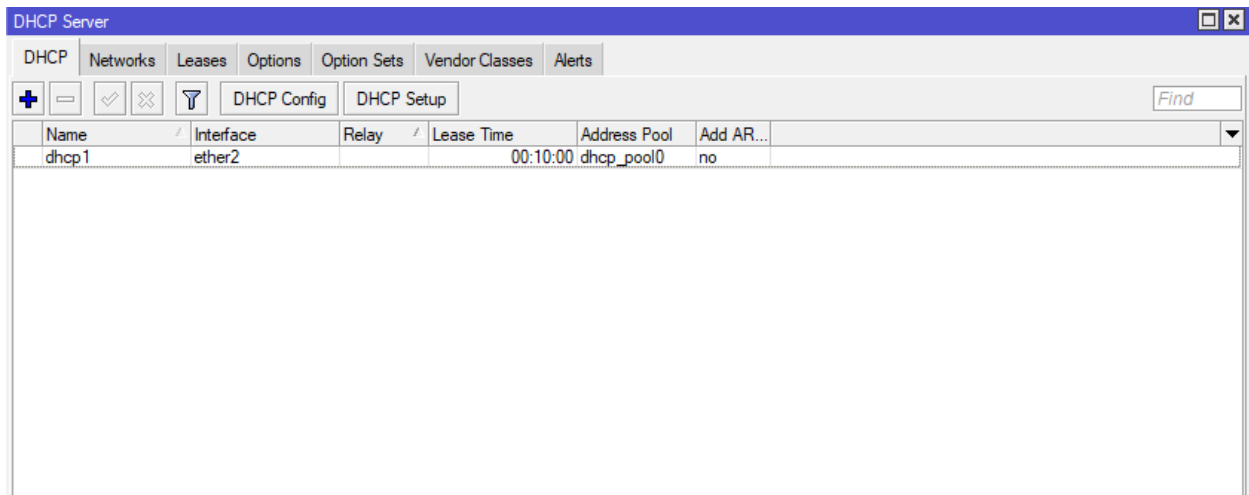 DHCP Server
DHCP Networks Leases Options Option Sets Vendor Classes Alerts
DHCP Config DHCP Setup Find
Name Interface Relay Lease Time Address Pool Add AR...
dhcp1 ether2 00:10:00 dhcp_pool0 no